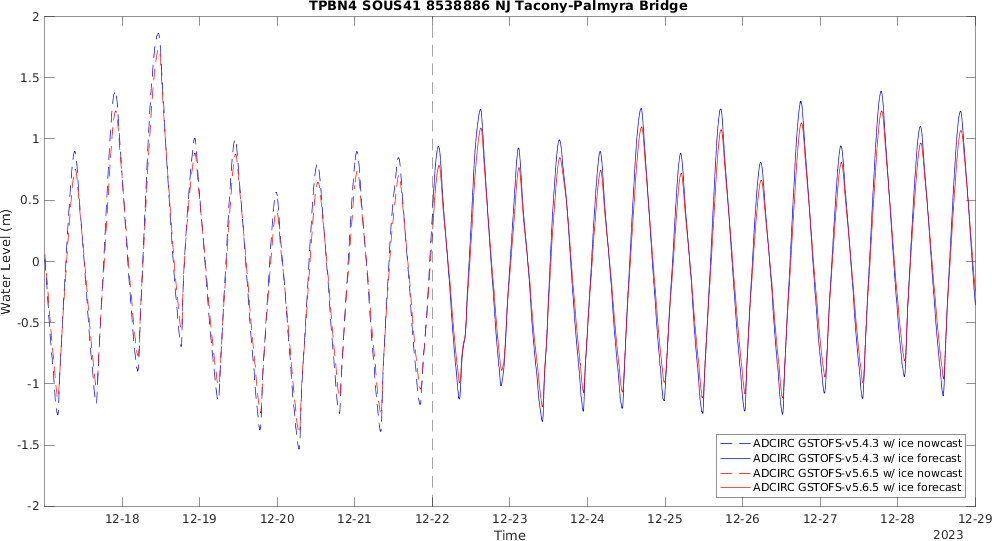 TPBN4 SOUS41 8538886 NJ Tacony-Palmyra Bridge
Water Level (m)
2
1.5
1
0.5
0
-0.5
-1
-1.5
-2
ADCIRC GSTOFS-v5.4.3 w/ ice nowcast
ADCIRC GSTOFS-v5.4.3 w/ ice forecast
ADCIRC GSTOFS-v5.6.5 w/ ice nowcast
ADCIRC GSTOFS-v5.6.5 w/ ice forecast
12-18 12-19 12-20 12-21 12-22 12-23 12-24 12-25 12-26 12-27 12-28 12-29
Time
2023